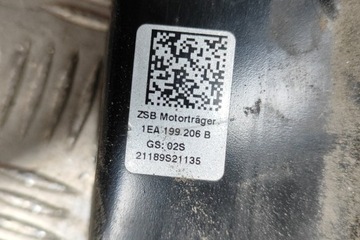 ZSB Motorträger
1EA 199 206 B
GS: 02S
21189S21135